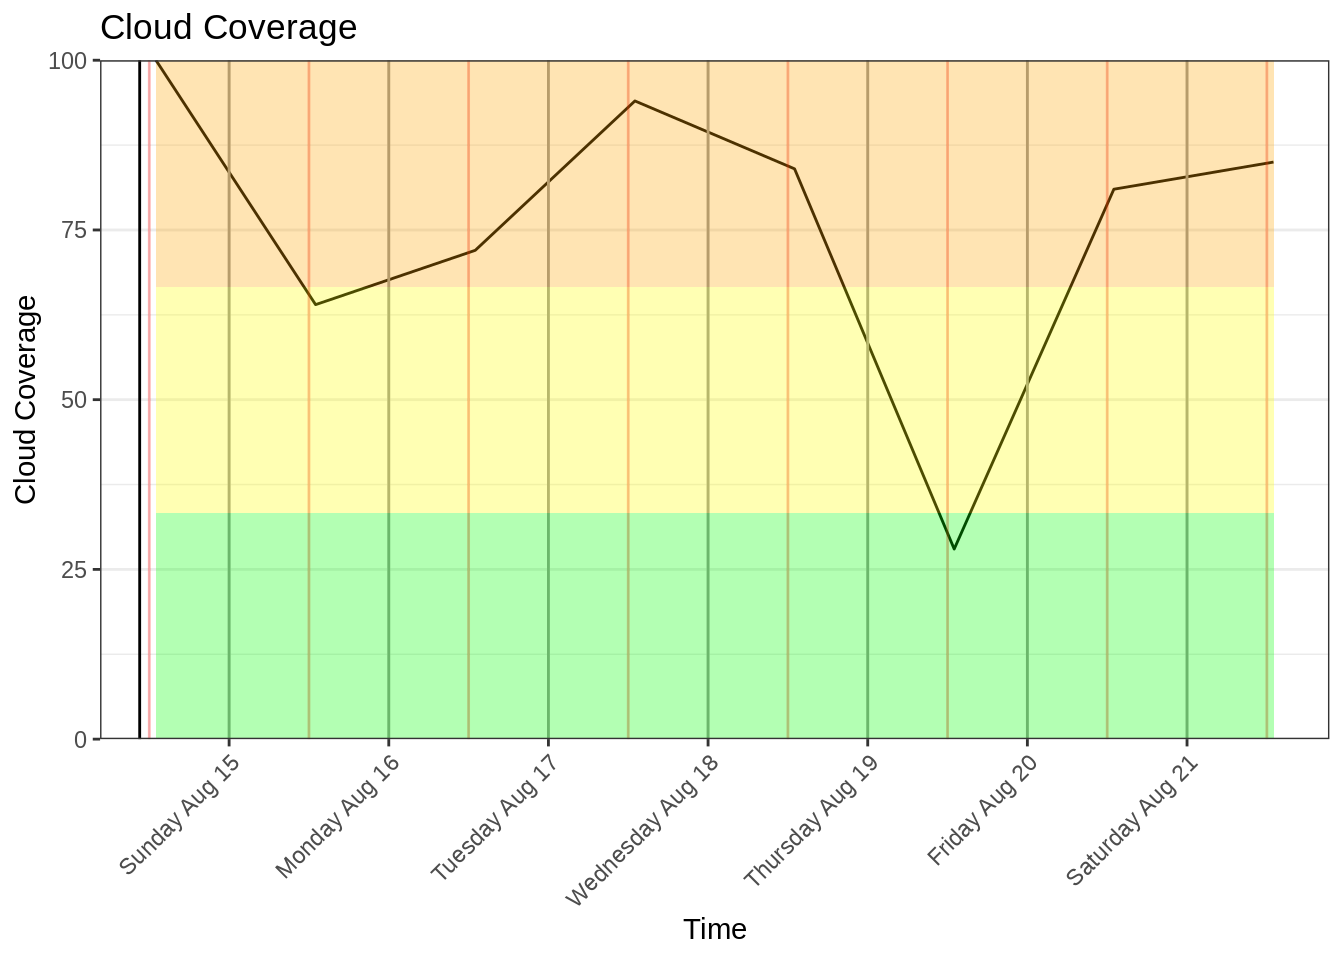 Cloud Coverage
100
75
50
25
0
Cloud Coverage
Sunday Aug 15
Monday Aug 16
Tuesday Aug 17
Wednesday Aug 18
Thursday Aug 19
Friday Aug 20
Saturday Aug 21
Time